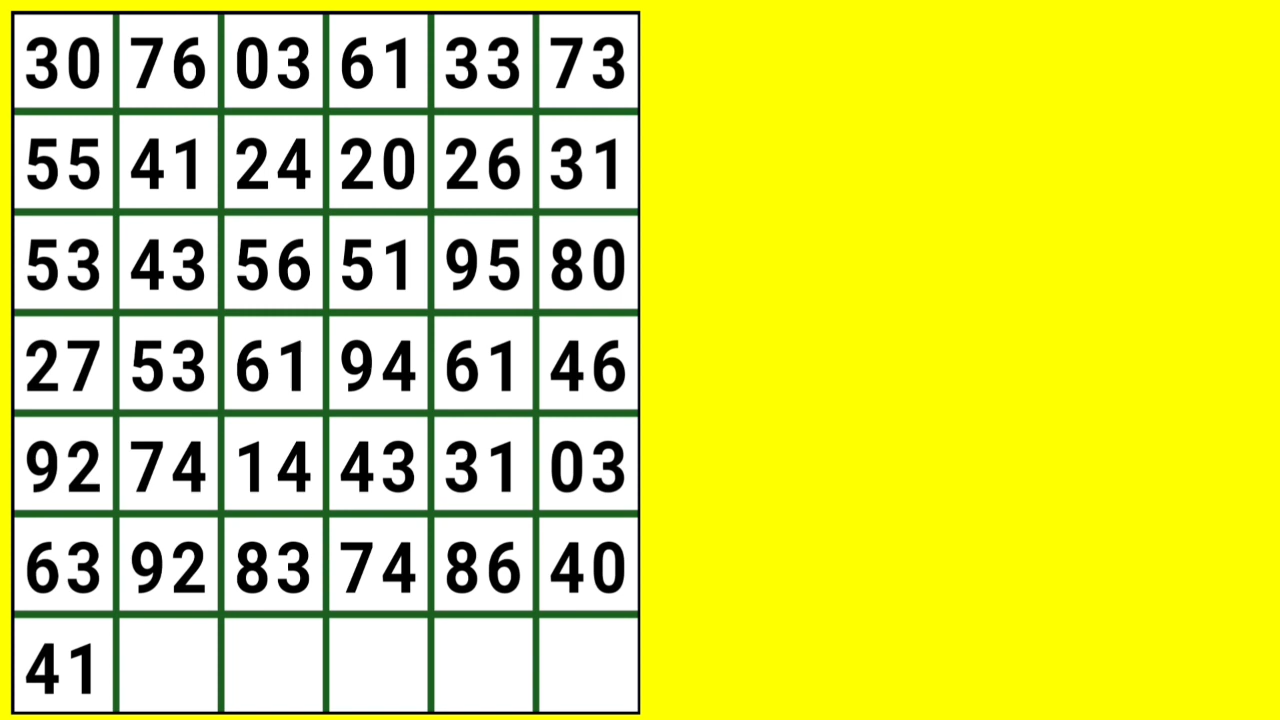 30 76 03 61 33 73
55 41 24 20 26 31
53 43 56 51 95 80
27 53 61 94 61 46
92 74 14 43 31 03
63 92 83 74 86 40
41